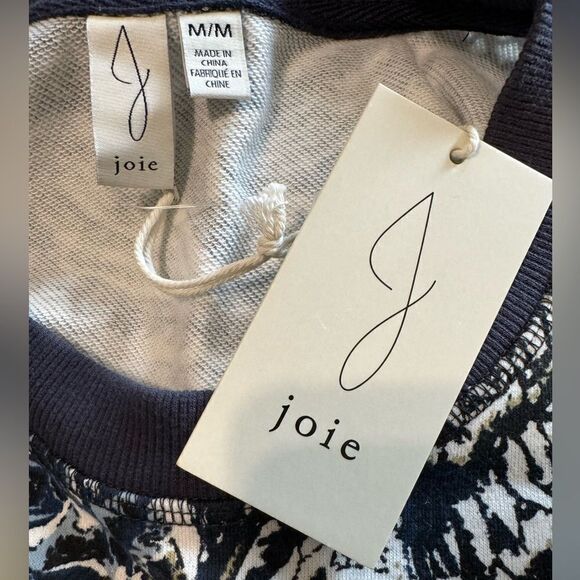 J
joie
M/M
MADE IN
CHINA
FABRIQUÉ EN
CHINE
J
joie